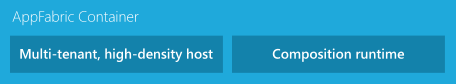 AppFabric Container
Multi-tenant, high-density host
Composition runtime